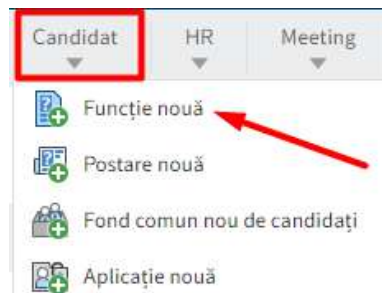 Candidat HR Meeting
Funcție nouă
Postare nouă
Fond comun nou de candidați
Aplicație nouă